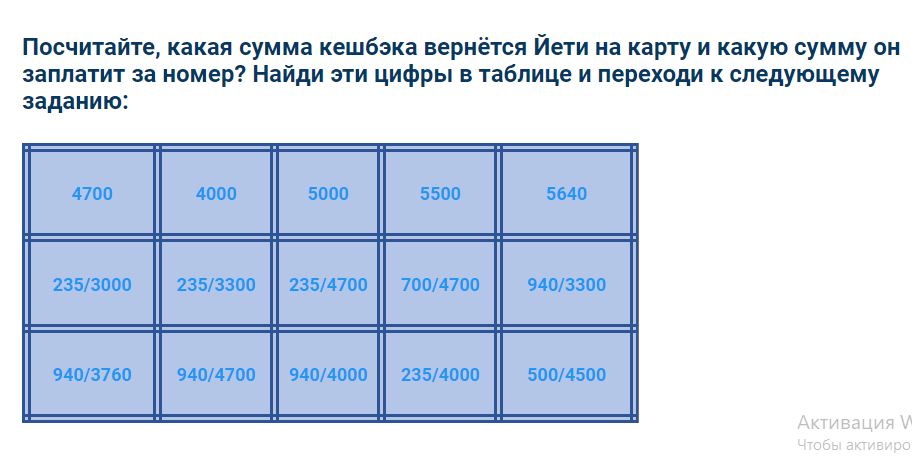 Посчитайте, какая сумма кешбэка вернётся Йети на карту и какую сумму он
заплатит за номер? Найди эти цифры в таблице и переходи к следующему
заданию:
4700 4000 5000 5500 5640
235/3000 235/3300 235/4700 700/4700 940/3300
940/3760 940/4700 940/4000 235/4000 500/4500
Активация W
Чтобы активиро